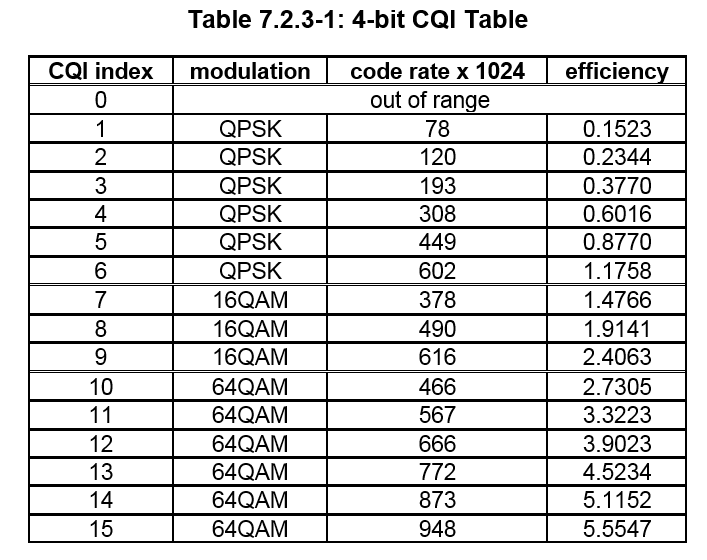 Table 7.2.3-1: 4-bit CQI Table
CQI index modulation code rate x 1024 efficiency
0 out of range
1 QPSK 78 0.1523
2 QPSK 120 0.2344
3 QPSK 193 0.3770
4 QPSK 308 0.6016
5 QPSK 449 0.8770
6 QPSK 602 1.1758
7 16QAM 378 1.4766
8 16QAM 490 1.9141
9 16QAM 616 2.4063
10 64QAM 466 2.7305
11 64QAM 567 3.3223
12 64QAM 666 3.9023
13 64QAM 772 4.5234
14 64QAM 873 5.1152
15 64QAM 948 5.5547